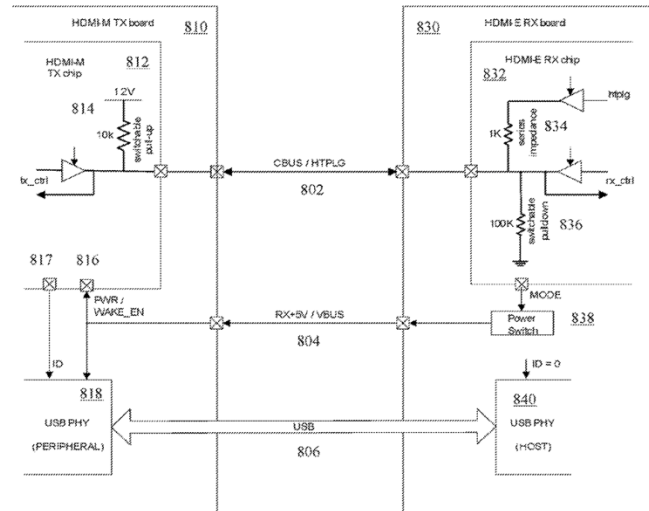 HDMI-M TX board
810
830
HDMI-E RX board
HDMI-M
TX chip
812
814
12V
10k
switchable
pull-up
tx_ctrl
HDMI-E RX chip
832
htplg
834
1K
series
impedance
CBUS / HTPLG
802
rx_ctrl
100K
switchable
pulldown
836
817
816
PWR /
WAKE_EN
MODE
RX+5V / VBUS
804
Power
Switch
838
ID
ID = 0
818
USB PHY
(PERIPHERAL)
USB
806
840
USB PHY
(HOST)